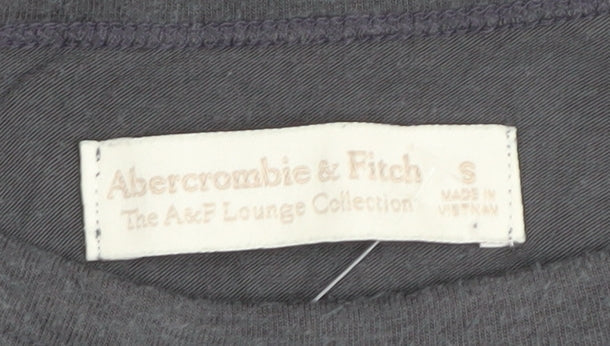 Abercrombie & Fitch
The A&F Lounge Collection
S
MADE IN
VIETNAM